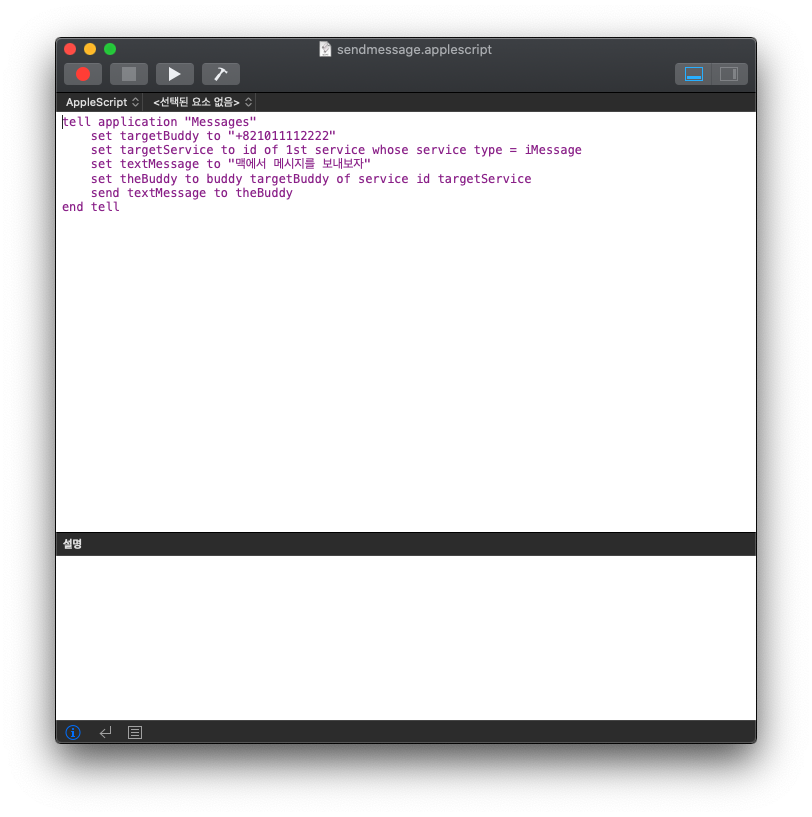 sendmessage.applescript
AppleScript <선택된 요소 없음>
tell application "Messages"
    set targetBuddy to "+821011112222"
    set targetService to id of 1st service whose service type = iMessage
    set textMessage to "맥에서 메시지를 보내보자"
    set theBuddy to buddy targetBuddy of service id targetService
    send textMessage to theBuddy
end tell
설명